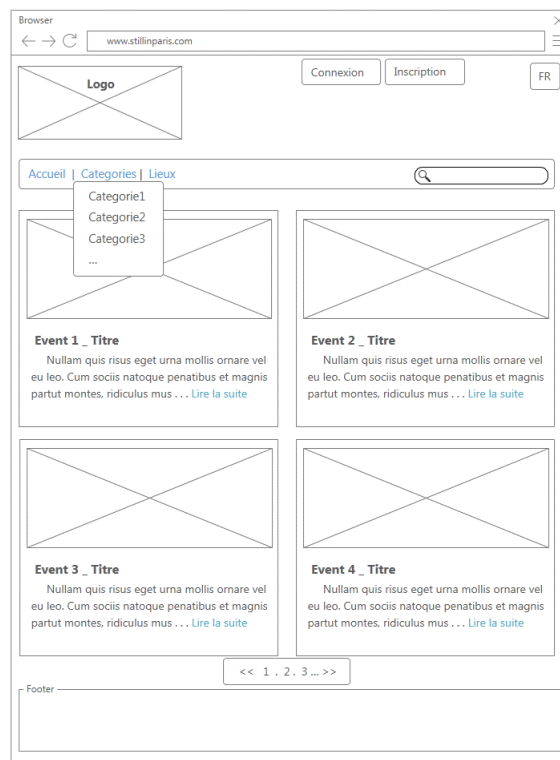 Browser
www.stillinparis.com
Logo
Connexion
Inscription
FR
Accueil | Categories | Lieux
Categorie1
Categorie2
Categorie3
...
Event 1 _ Titre
Nullam quis risus eget urna mollis ornare vel
eu leo. Cum sociis natoque penatibus et magnis
partut montes, ridiculus mus . . . Lire la suite
Event 2 _ Titre
Nullam quis risus eget urna mollis ornare vel
eu leo. Cum sociis natoque penatibus et magnis
partut montes, ridiculus mus . . . Lire la suite
Event 3 _ Titre
Nullam quis risus eget urna mollis ornare vel
eu leo. Cum sociis natoque penatibus et magnis
partut montes, ridiculus mus . . . Lire la suite
Event 4 _ Titre
Nullam quis risus eget urna mollis ornare vel
eu leo. Cum sociis natoque penatibus et magnis
partut montes, ridiculus mus . . . Lire la suite
<< 1 . 2 . 3 ... >>
Footer